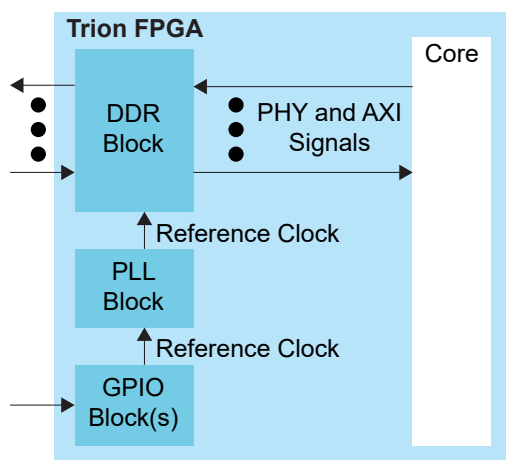 Trion FPGA
Core
DDR
Block
PHY and AXI
Signals
Reference Clock
PLL
Block
Reference Clock
GPIO
Block(s)